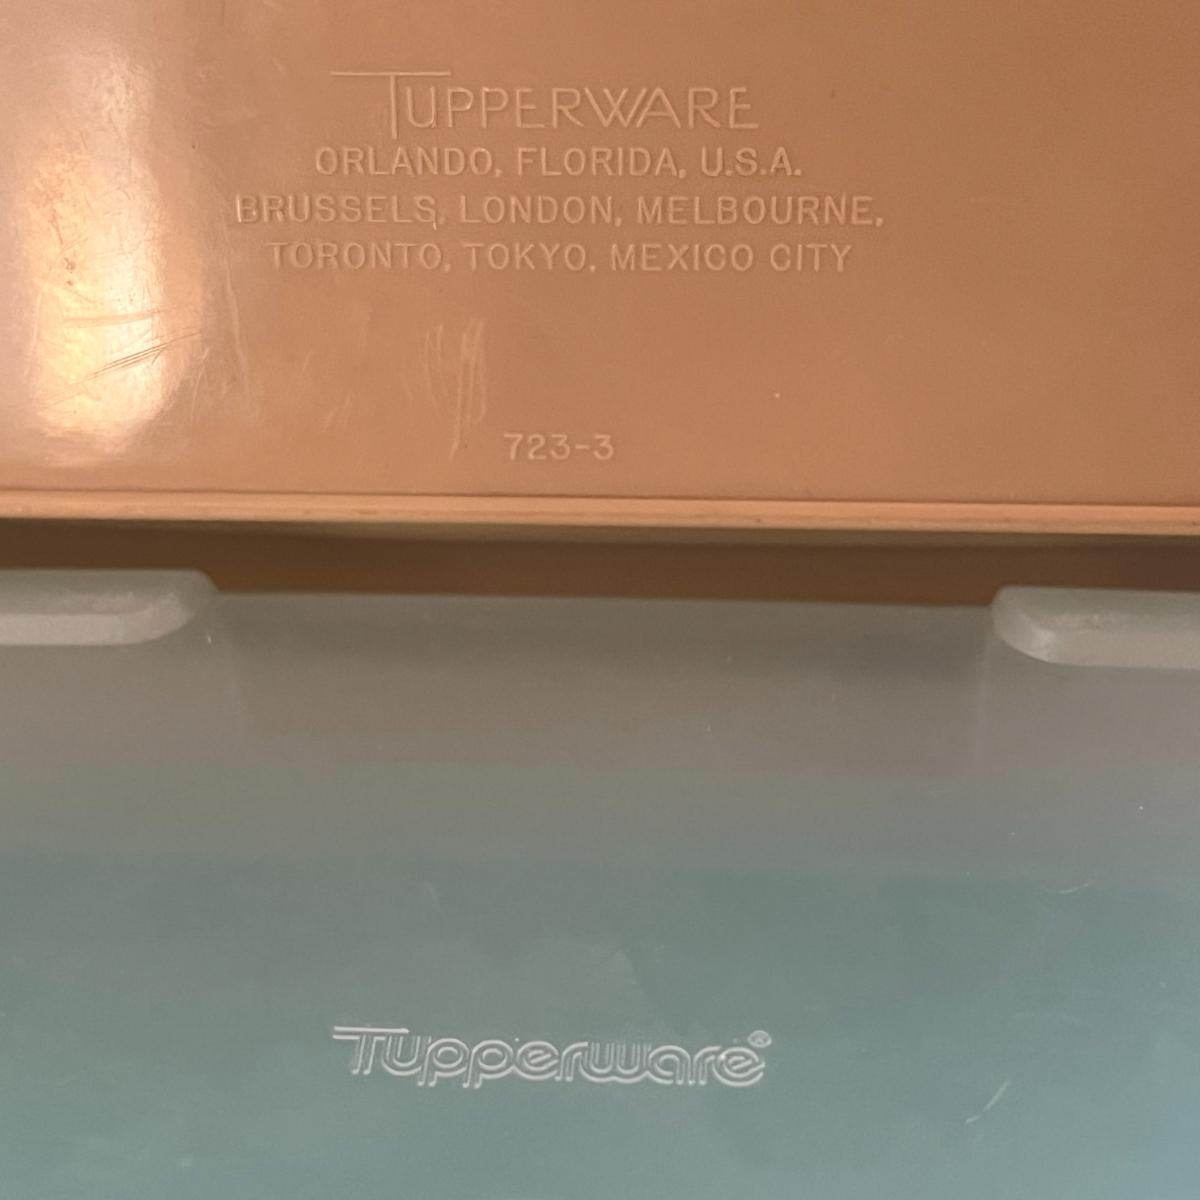 TUPPERWARE
ORLANDO, FLORIDA, U.S.A.
BRUSSELS, LONDON, MELBOURNE,
TORONTO, TOKYO, MEXICO CITY
723-3
Tupperware®